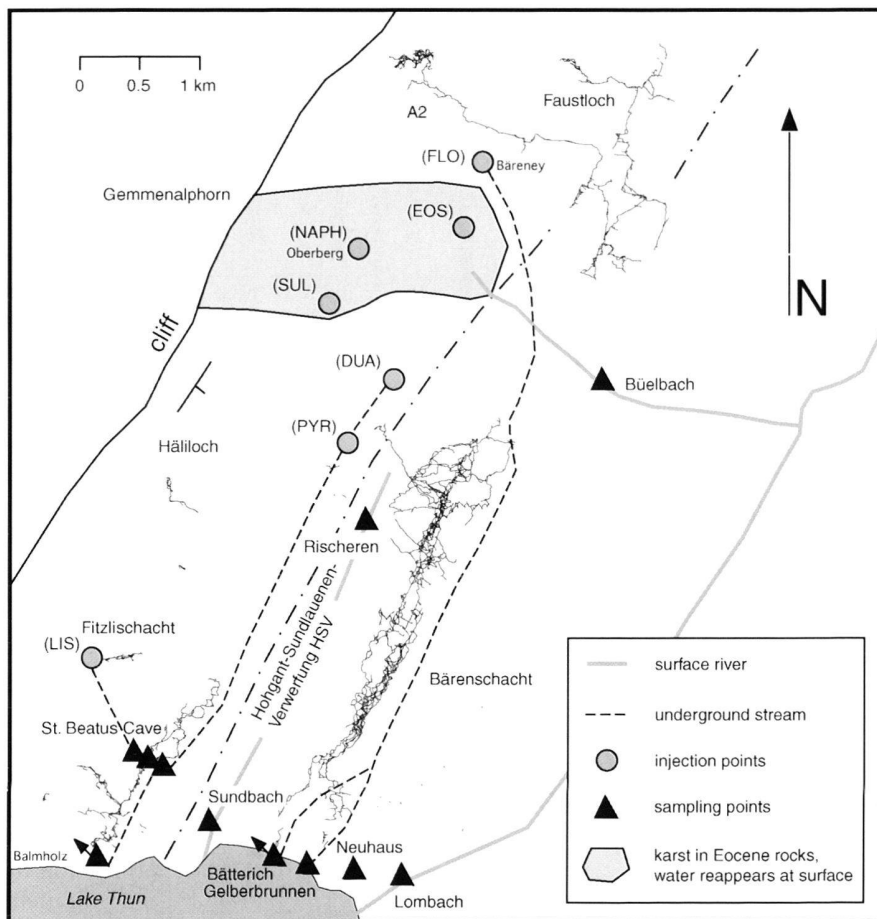 0 0.5 1 km
A2
Faustloch
(FLO)
Bäreney
Gemmenalphorn
(EOS)
(NAPH)
Oberberg
(SUL)
N
cliff
(DUA)
Büelbach
(PYR)
Häliloch
Rischeren
Hohgant-Sundlauenen-
Verwerfung HSV
(LIS)
Fitzlischacht
Bärenschacht
St. Beatus Cave
Sundbach
Balmholz
Neuhaus
Bätterich
Gelberbrunnen
Lombach
Lake Thun
surface river
underground stream
injection points
sampling points
karst in Eocene rocks,
water reappears at surface